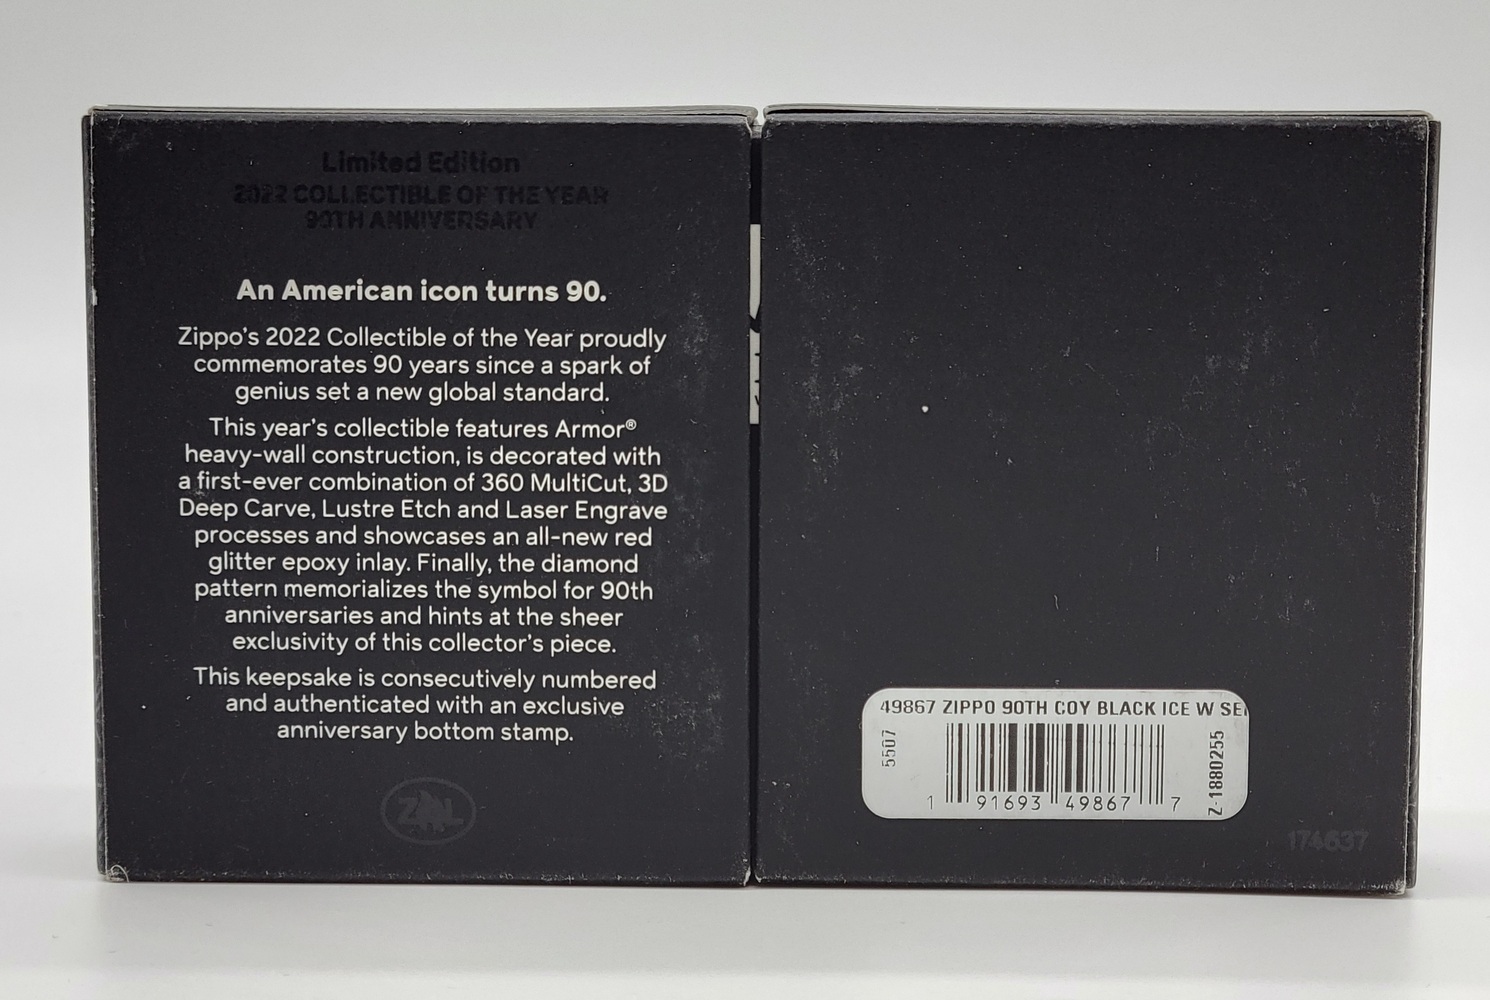 Limited Edition
2022 COLLECTIBLE OF THE YEAR
90TH ANNIVERSARY
An American icon turns 90.
Zippo's 2022 Collectible of the Year proudly
commemorates 90 years since a spark of
genius set a new global standard.
This year's collectible features Armor®
heavy-wall construction, is decorated with
a first-ever combination of 360 MultiCut, 3D
Deep Carve, Lustre Etch and Laser Engrave
processes and showcases an all-new red
glitter epoxy inlay. Finally, the diamond
pattern memorializes the symbol for 90th
anniversaries and hints at the sheer
exclusivity of this collector's piece.
This keepsake is consecutively numbered
and authenticated with an exclusive
anniversary bottom stamp.
49867 ZIPPO 90TH COY BLACK ICE W SE
5507
Z-1880255
1 91693 49867 7
174637